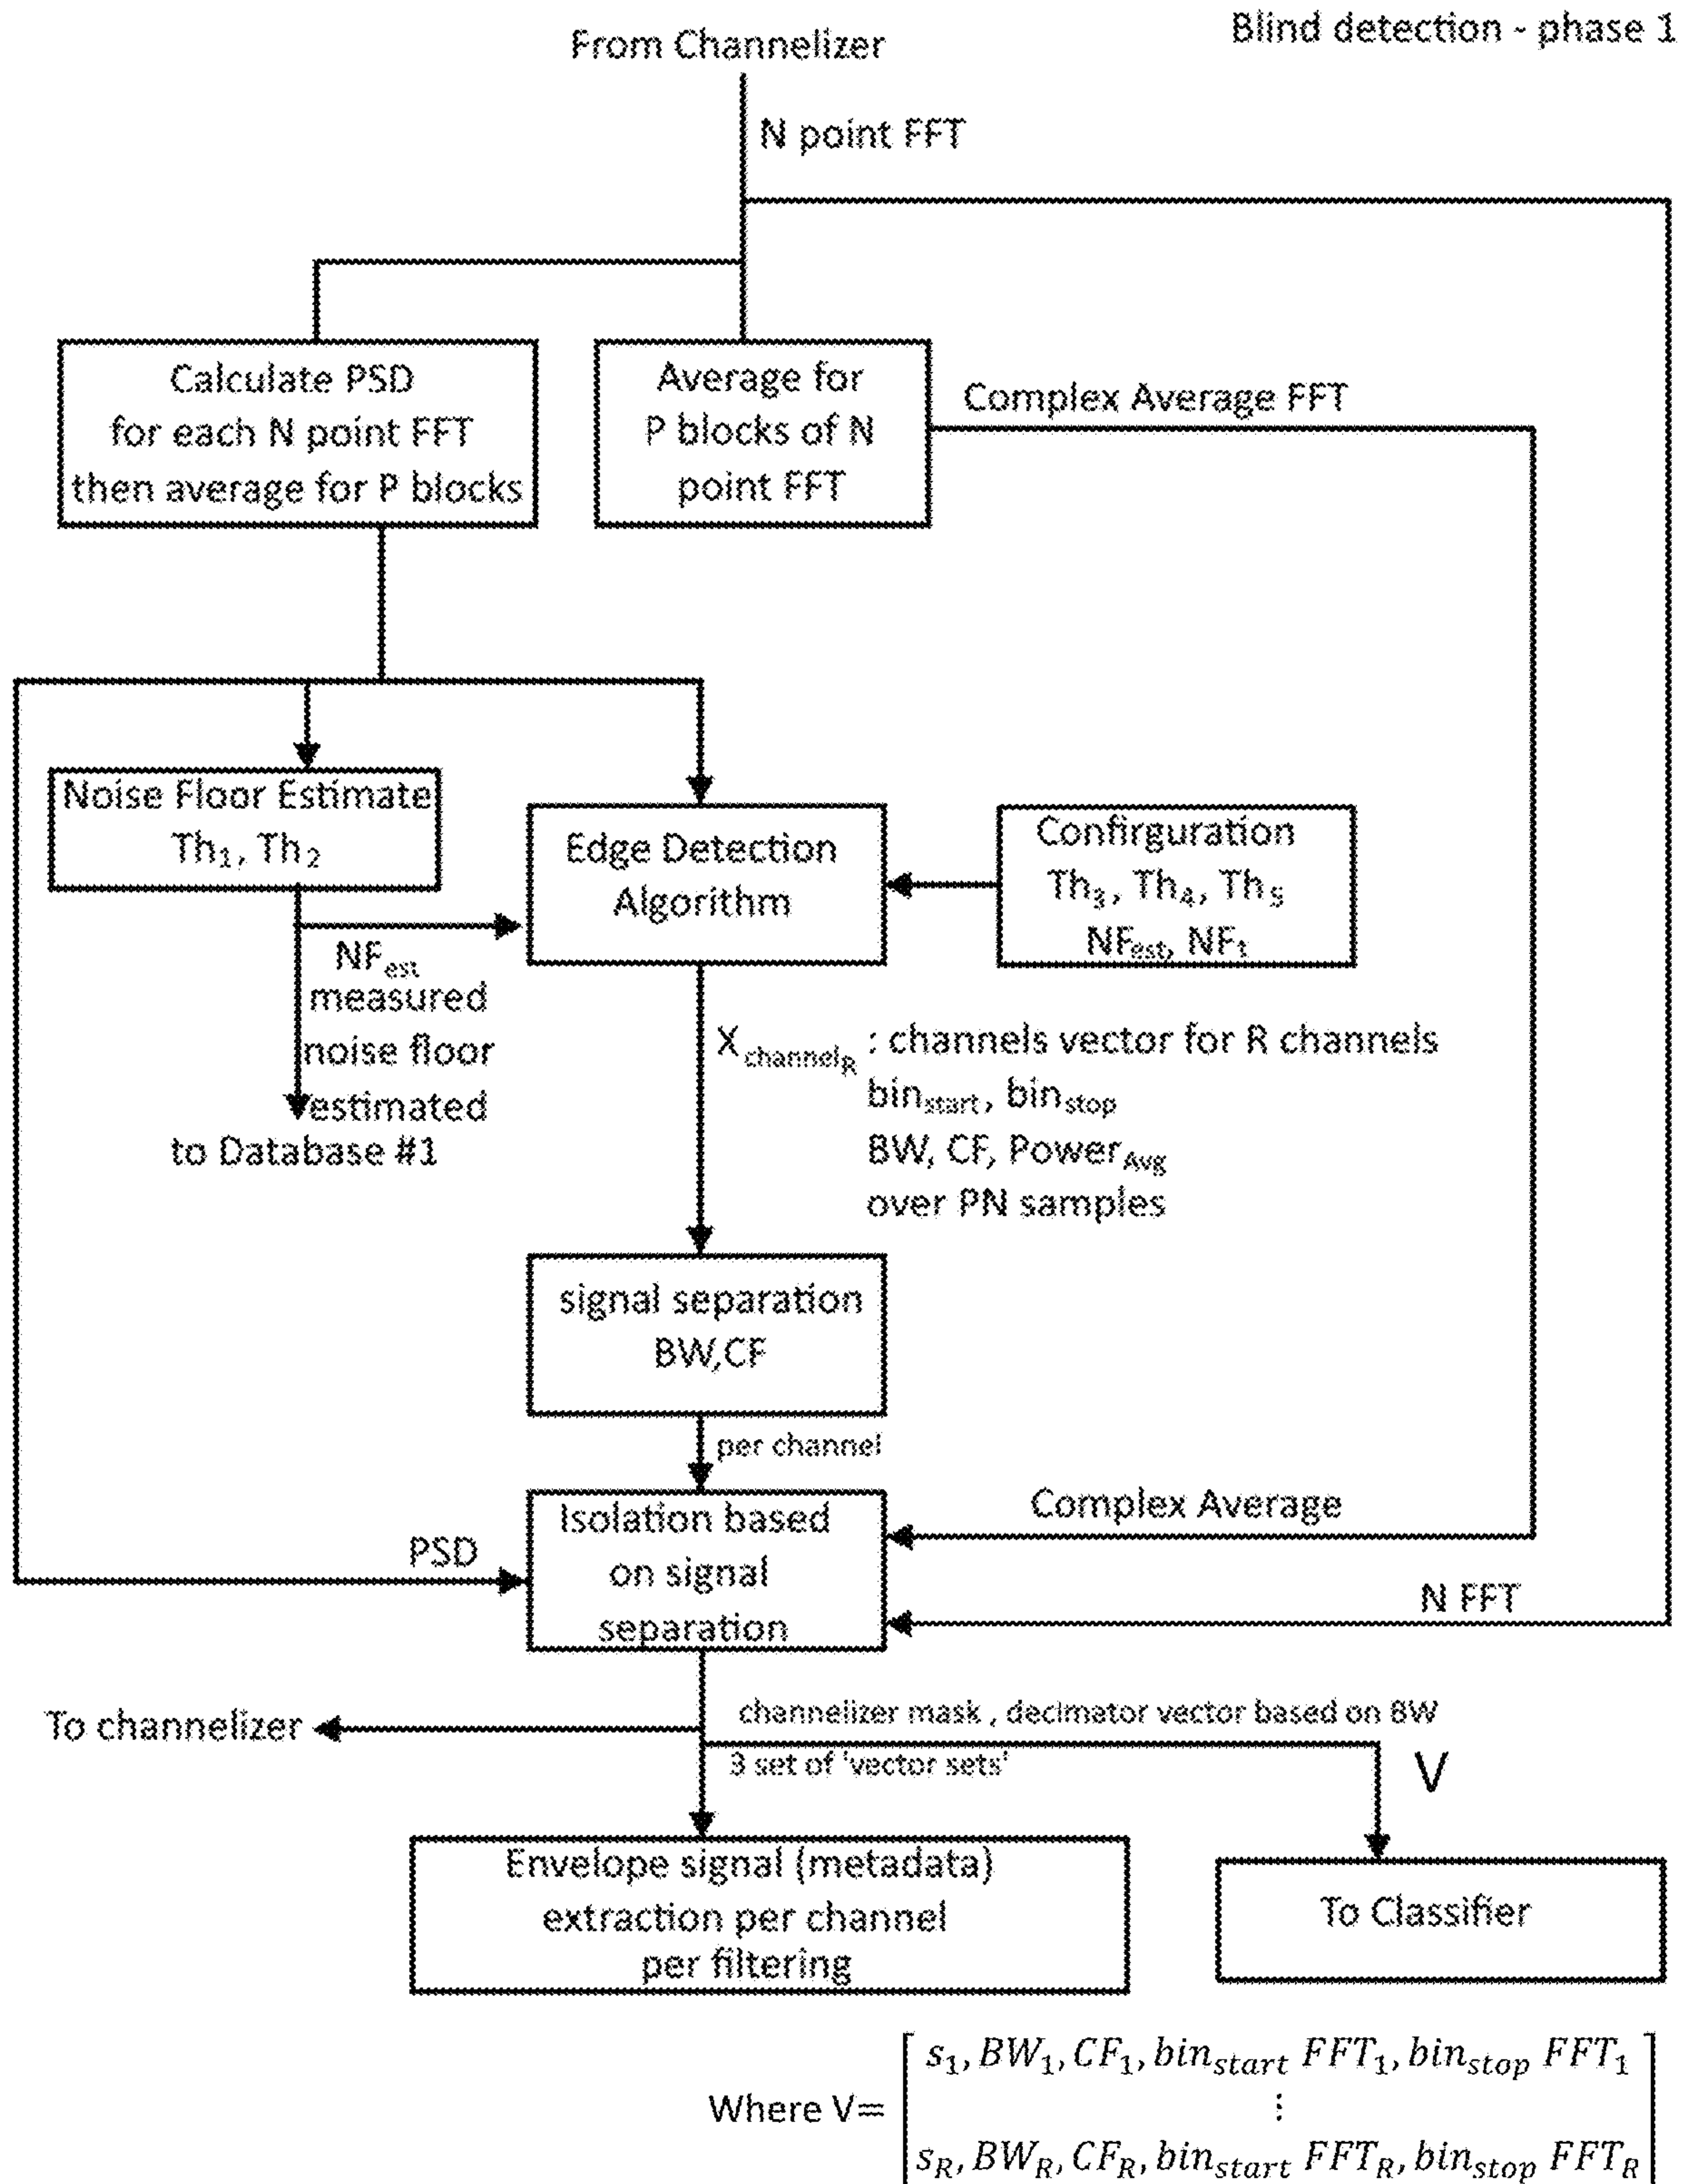 Blind detection - phase 1
From Channelizer
N point FFT
Calculate PSD
for each N point FFT
then average for P blocks
Average for
P blocks of N
point FFT
Complex Average FFT
Noise Floor Estimate
Th₁, Th₂
Edge Detection
Algorithm
Confirguration
Th₃, Th₄, Th₅
NFest, NFt
NFest
measured
noise floor
estimated
to Database #1
XchannelR : channels vector for R channels
binstart, binstop
BW, CF, PowerAvg
over PN samples
signal separation
BW,CF
per channel
Isolation based
on signal
separation
Complex Average
PSD
N FFT
To channelizer
channelizer mask , decimator vector based on BW
3 set of 'vector sets'
V
Envelope signal (metadata)
extraction per channel
per filtering
To Classifier
Where V=
s₁, BW₁, CF₁, binstart FFT₁, binstop FFT₁
⋮
sR, BWR, CFR, binstart FFTR, binstop FFTR